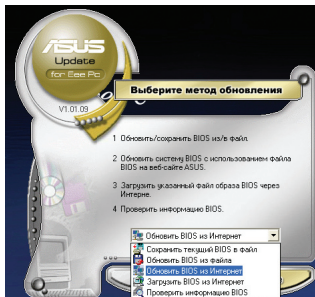 ASUS
Update
for Eee Pc
V1.01.09
Выберите метод обновления
1 Обновить/сохранить BIOS из/в файл.
2 Обновить систему BIOS с использованием файла
BIOS на веб-сайте ASUS.
3 Загрузить указанный файл образа BIOS через
Интерне.
4 Проверить информацию BIOS.
Обновить BIOS из Интернет
Сохранить текущий BIOS в файл
Обновить BIOS из файла
Обновить BIOS из Интернет
Загрузить BIOS из Интернет
Проверить информацию BIOS